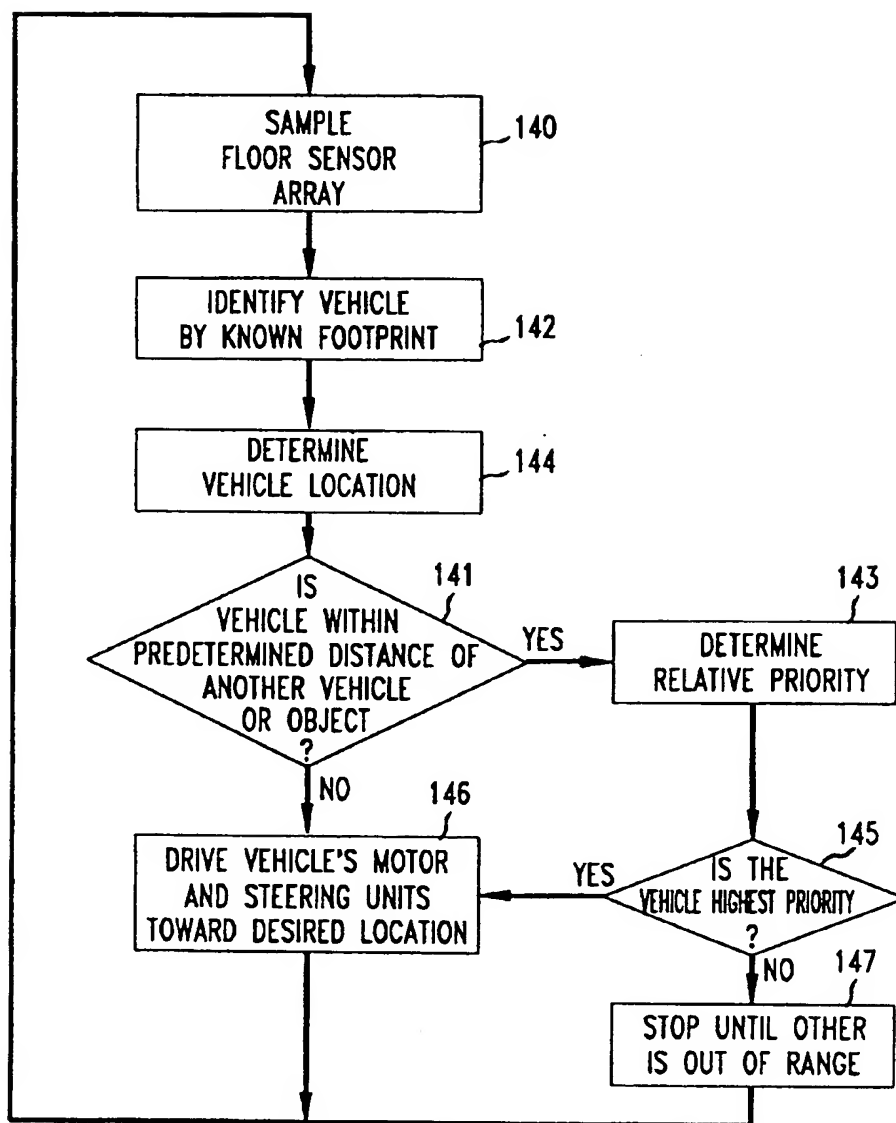 SAMPLE
FLOOR SENSOR
ARRAY
140
IDENTIFY VEHICLE
BY KNOWN FOOTPRINT
142
DETERMINE
VEHICLE LOCATION
144
IS
VEHICLE WITHIN
PREDETERMINED DISTANCE OF
ANOTHER VEHICLE
OR OBJECT
?
141
YES
NO
143
DETERMINE
RELATIVE PRIORITY
146
DRIVE VEHICLE'S MOTOR
AND STEERING UNITS
TOWARD DESIRED LOCATION
145
YES
IS THE
VEHICLE HIGHEST PRIORITY
?
NO
147
STOP UNTIL OTHER
IS OUT OF RANGE